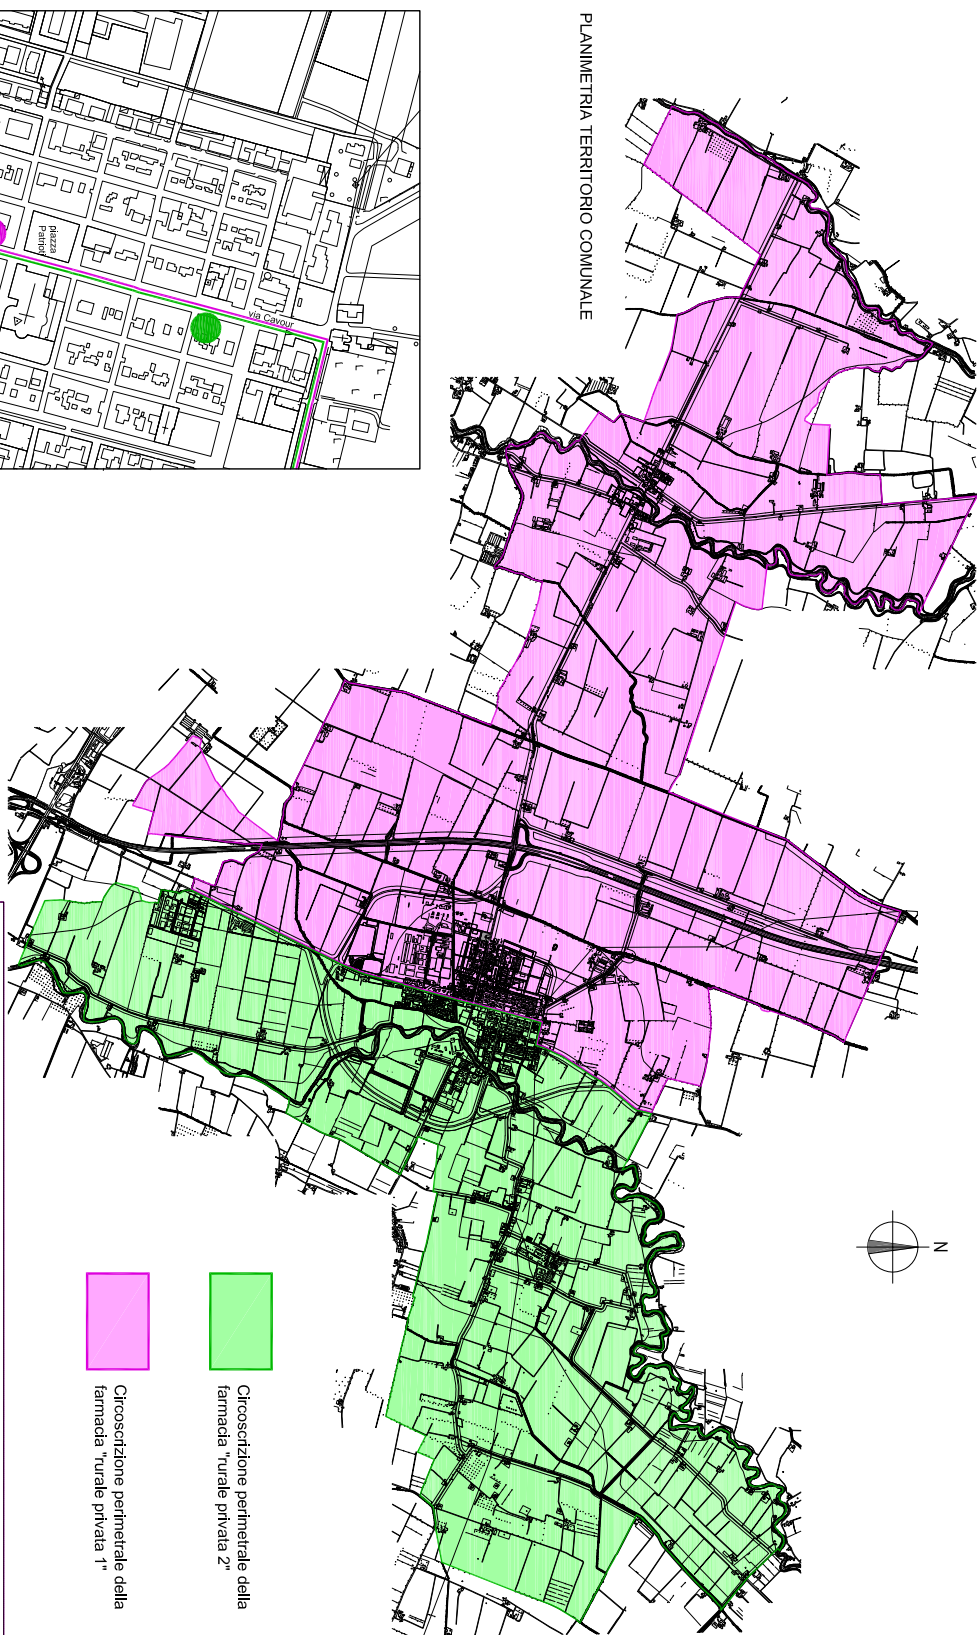 PLANIMETRIA TERRITORIO COMUNALE
N
piazza
Patrioti
via Cavour
Circoscrizione perimetrale della
farmacia "rurale privata 2"
Circoscrizione perimetrale della
farmacia "rurale privata 1"